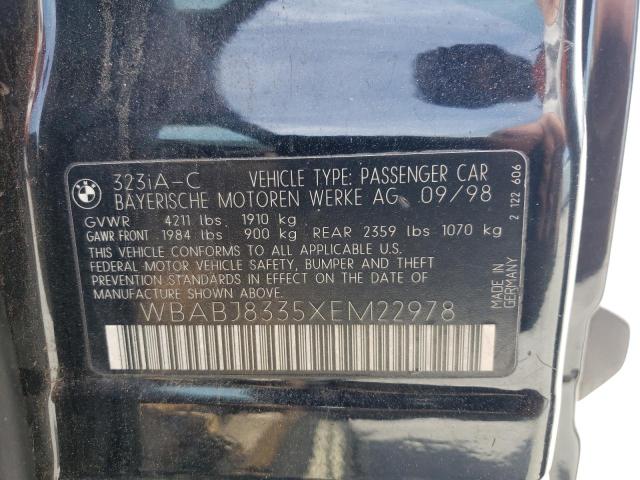 323iA-C VEHICLE TYPE: PASSENGER CAR
BAYERISCHE MOTOREN WERKE AG 09/98
GVWR 4211 lbs. 1910 kg
GAWR FRONT 1984 lbs 900 kg REAR 2359 lbs 1070 kg
THIS VEHICLE CONFORMS TO ALL APPLICABLE U.S.
FEDERAL MOTOR VEHICLE SAFETY, BUMPER AND THEFT
PREVENTION STANDARDS IN EFFECT ON THE DATE OF
MANUFACTURE SHOWN ABOVE.
WBABJ8335XEM22978
2 122 606
MADE IN
GERMANY